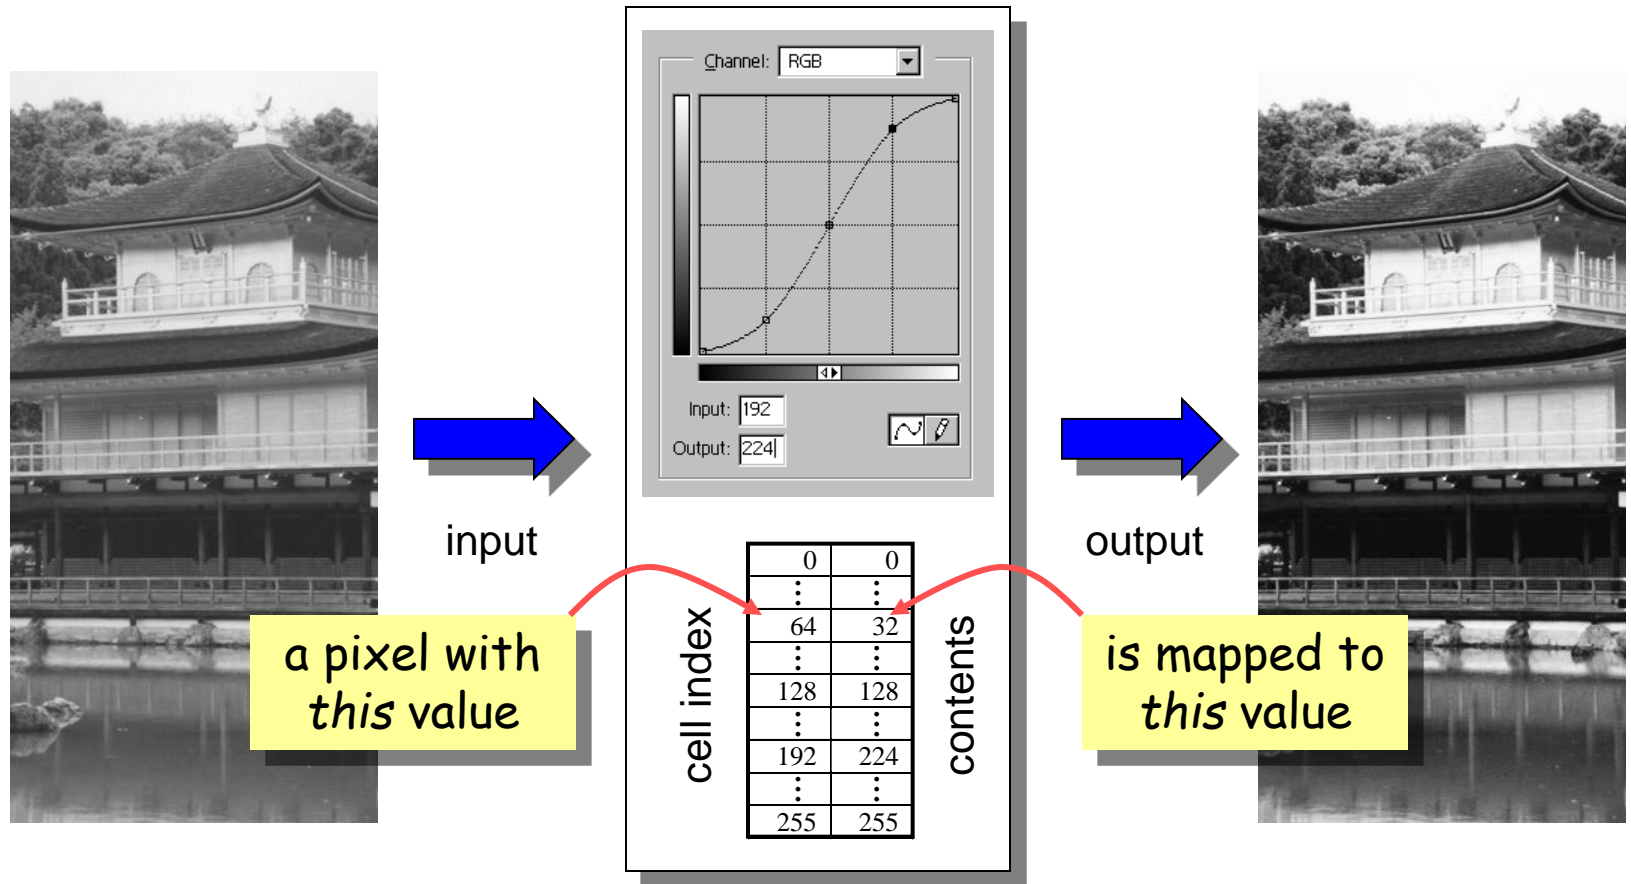 Channel: RGB
Input: 192
Output: 224
input
output
a pixel with
this value
cell index
0 0
⋮ ⋮
64 32
⋮ ⋮
128 128
⋮ ⋮
192 224
⋮ ⋮
255 255
contents
is mapped to
this value